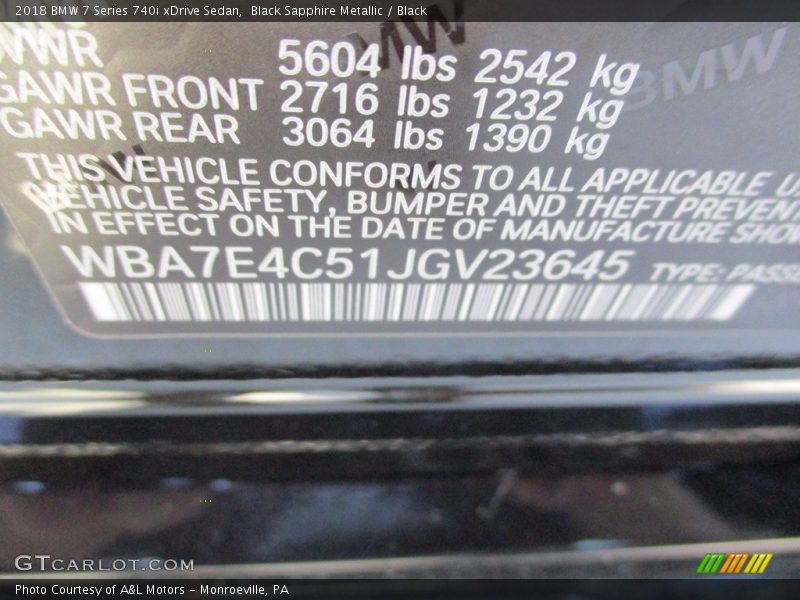 2018 BMW 7 Series 740i xDrive Sedan, Black Sapphire Metallic / Black
5604 lbs 2542 kg
GAWR FRONT 2716 lbs 1232 kg
GAWR REAR 3064 lbs 1390 kg
THIS VEHICLE CONFORMS TO ALL APPLICABLE
VEHICLE SAFETY, BUMPER AND THEFT PREVENT
IN EFFECT ON THE DATE OF MANUFACTURE SHOW
WBA7E4C51JGV23645 TYPE: PASSE
BMW
GTCARLOT.COM
Photo Courtesy of A&L Motors - Monroeville, PA